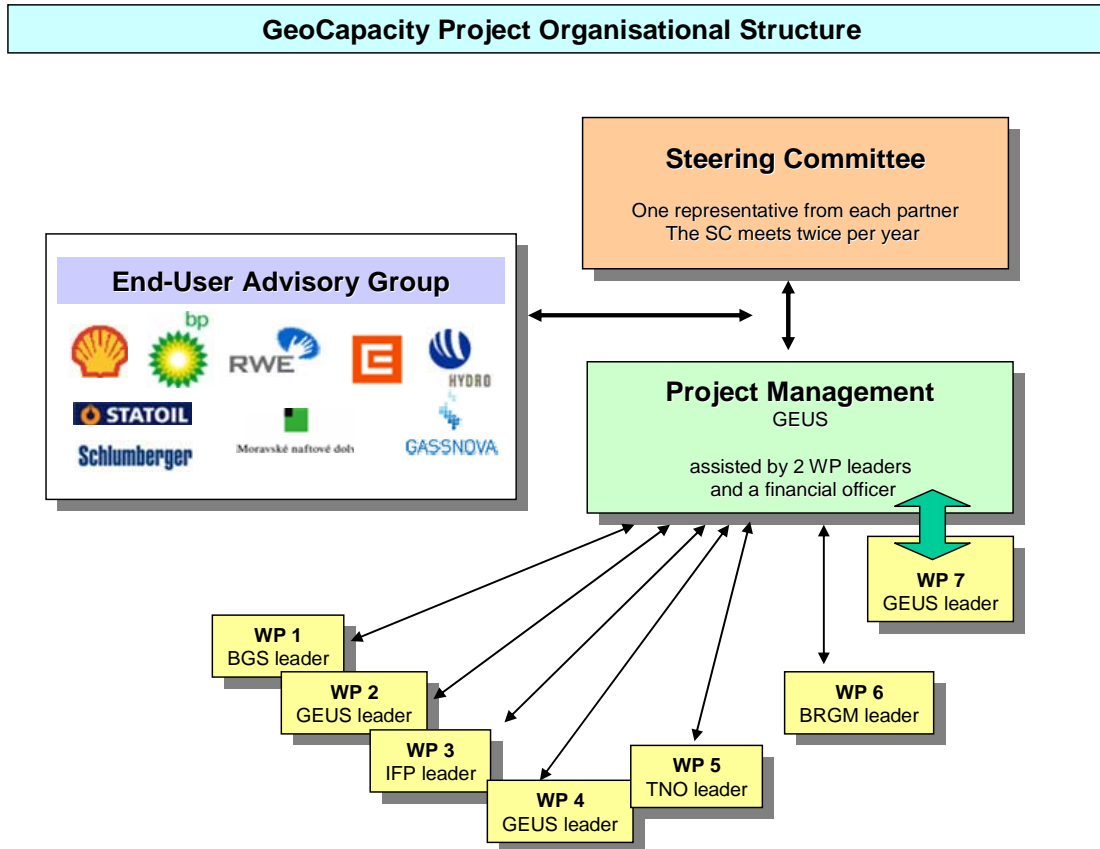 GeoCapacity Project Organisational Structure
Steering Committee
One representative from each partner
The SC meets twice per year
End-User Advisory Group
bp
RWE
HYDRO
STATOIL
Schlumberger
Moravské naftové doly
GASSNOVA
Project Management
GEUS
assisted by 2 WP leaders
and a financial officer
WP 7
GEUS leader
WP 1
BGS leader
WP 2
GEUS leader
WP 3
IFP leader
WP 4
GEUS leader
WP 5
TNO leader
WP 6
BRGM leader